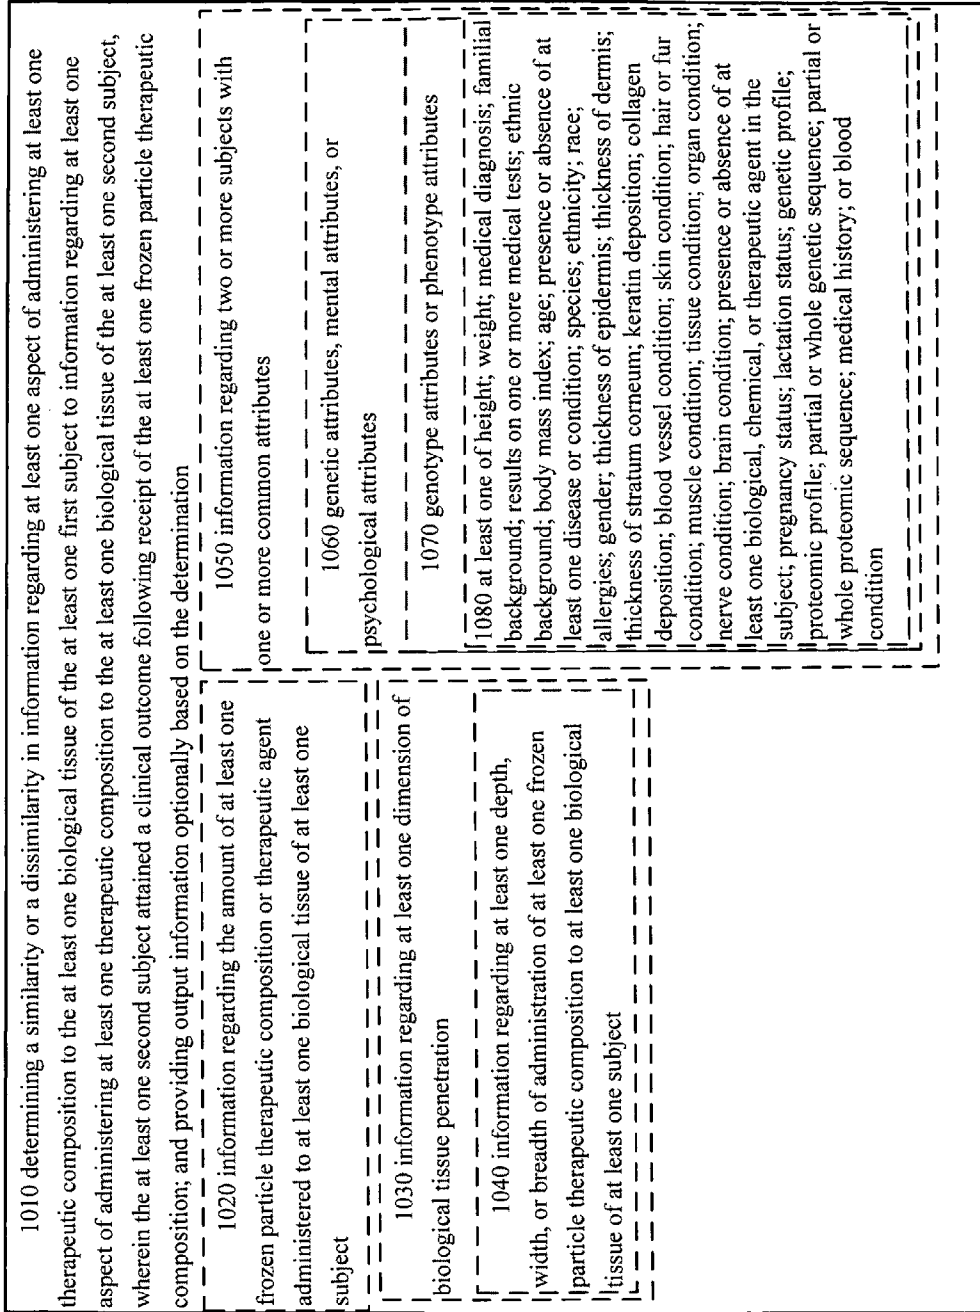 1010 determining a similarity or a dissimilarity in information regarding at least one aspect of administering at least one
therapeutic composition to the at least one biological tissue of the at least one first subject to information regarding at least one
aspect of administering at least one therapeutic composition to the at least one biological tissue of the at least one second subject,
wherein the at least one second subject attained a clinical outcome following receipt of the at least one frozen particle therapeutic
composition; and providing output information optionally based on the determination
1020 information regarding the amount of at least one
frozen particle therapeutic composition or therapeutic agent
administered to at least one biological tissue of at least one
subject
1030 information regarding at least one dimension of
biological tissue penetration
1040 information regarding at least one depth,
width, or breadth of administration of at least one frozen
particle therapeutic composition to at least one biological
tissue of at least one subject
1050 information regarding two or more subjects with
one or more common attributes
1060 genetic attributes, mental attributes, or
psychological attributes
1070 genotype attributes or phenotype attributes
1080 at least one of height; weight; medical diagnosis; familial
background; results on one or more medical tests; ethnic
background; body mass index; age; presence or absence of at
least one disease or condition; species; ethnicity; race;
allergies; gender; thickness of epidermis; thickness of dermis;
thickness of stratum corneum; keratin deposition; collagen
deposition; blood vessel condition; skin condition; hair or fur
condition; muscle condition; tissue condition; organ condition;
nerve condition; brain condition; presence or absence of at
least one biological, chemical, or therapeutic agent in the
subject; pregnancy status; lactation status; genetic profile;
proteomic profile; partial or whole genetic sequence; partial or
whole proteomic sequence; medical history; or blood
condition